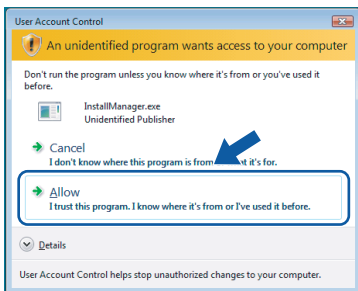 User Account Control
An unidentified program wants access to your computer
Don't run the program unless you know where it's from or you've used it
before.
InstallManager.exe
Unidentified Publisher
Cancel
I don't know where this program is from at it's for.
Allow
I trust this program. I know where it's from or I've used it before.
Details
User Account Control helps stop unauthorized changes to your computer.